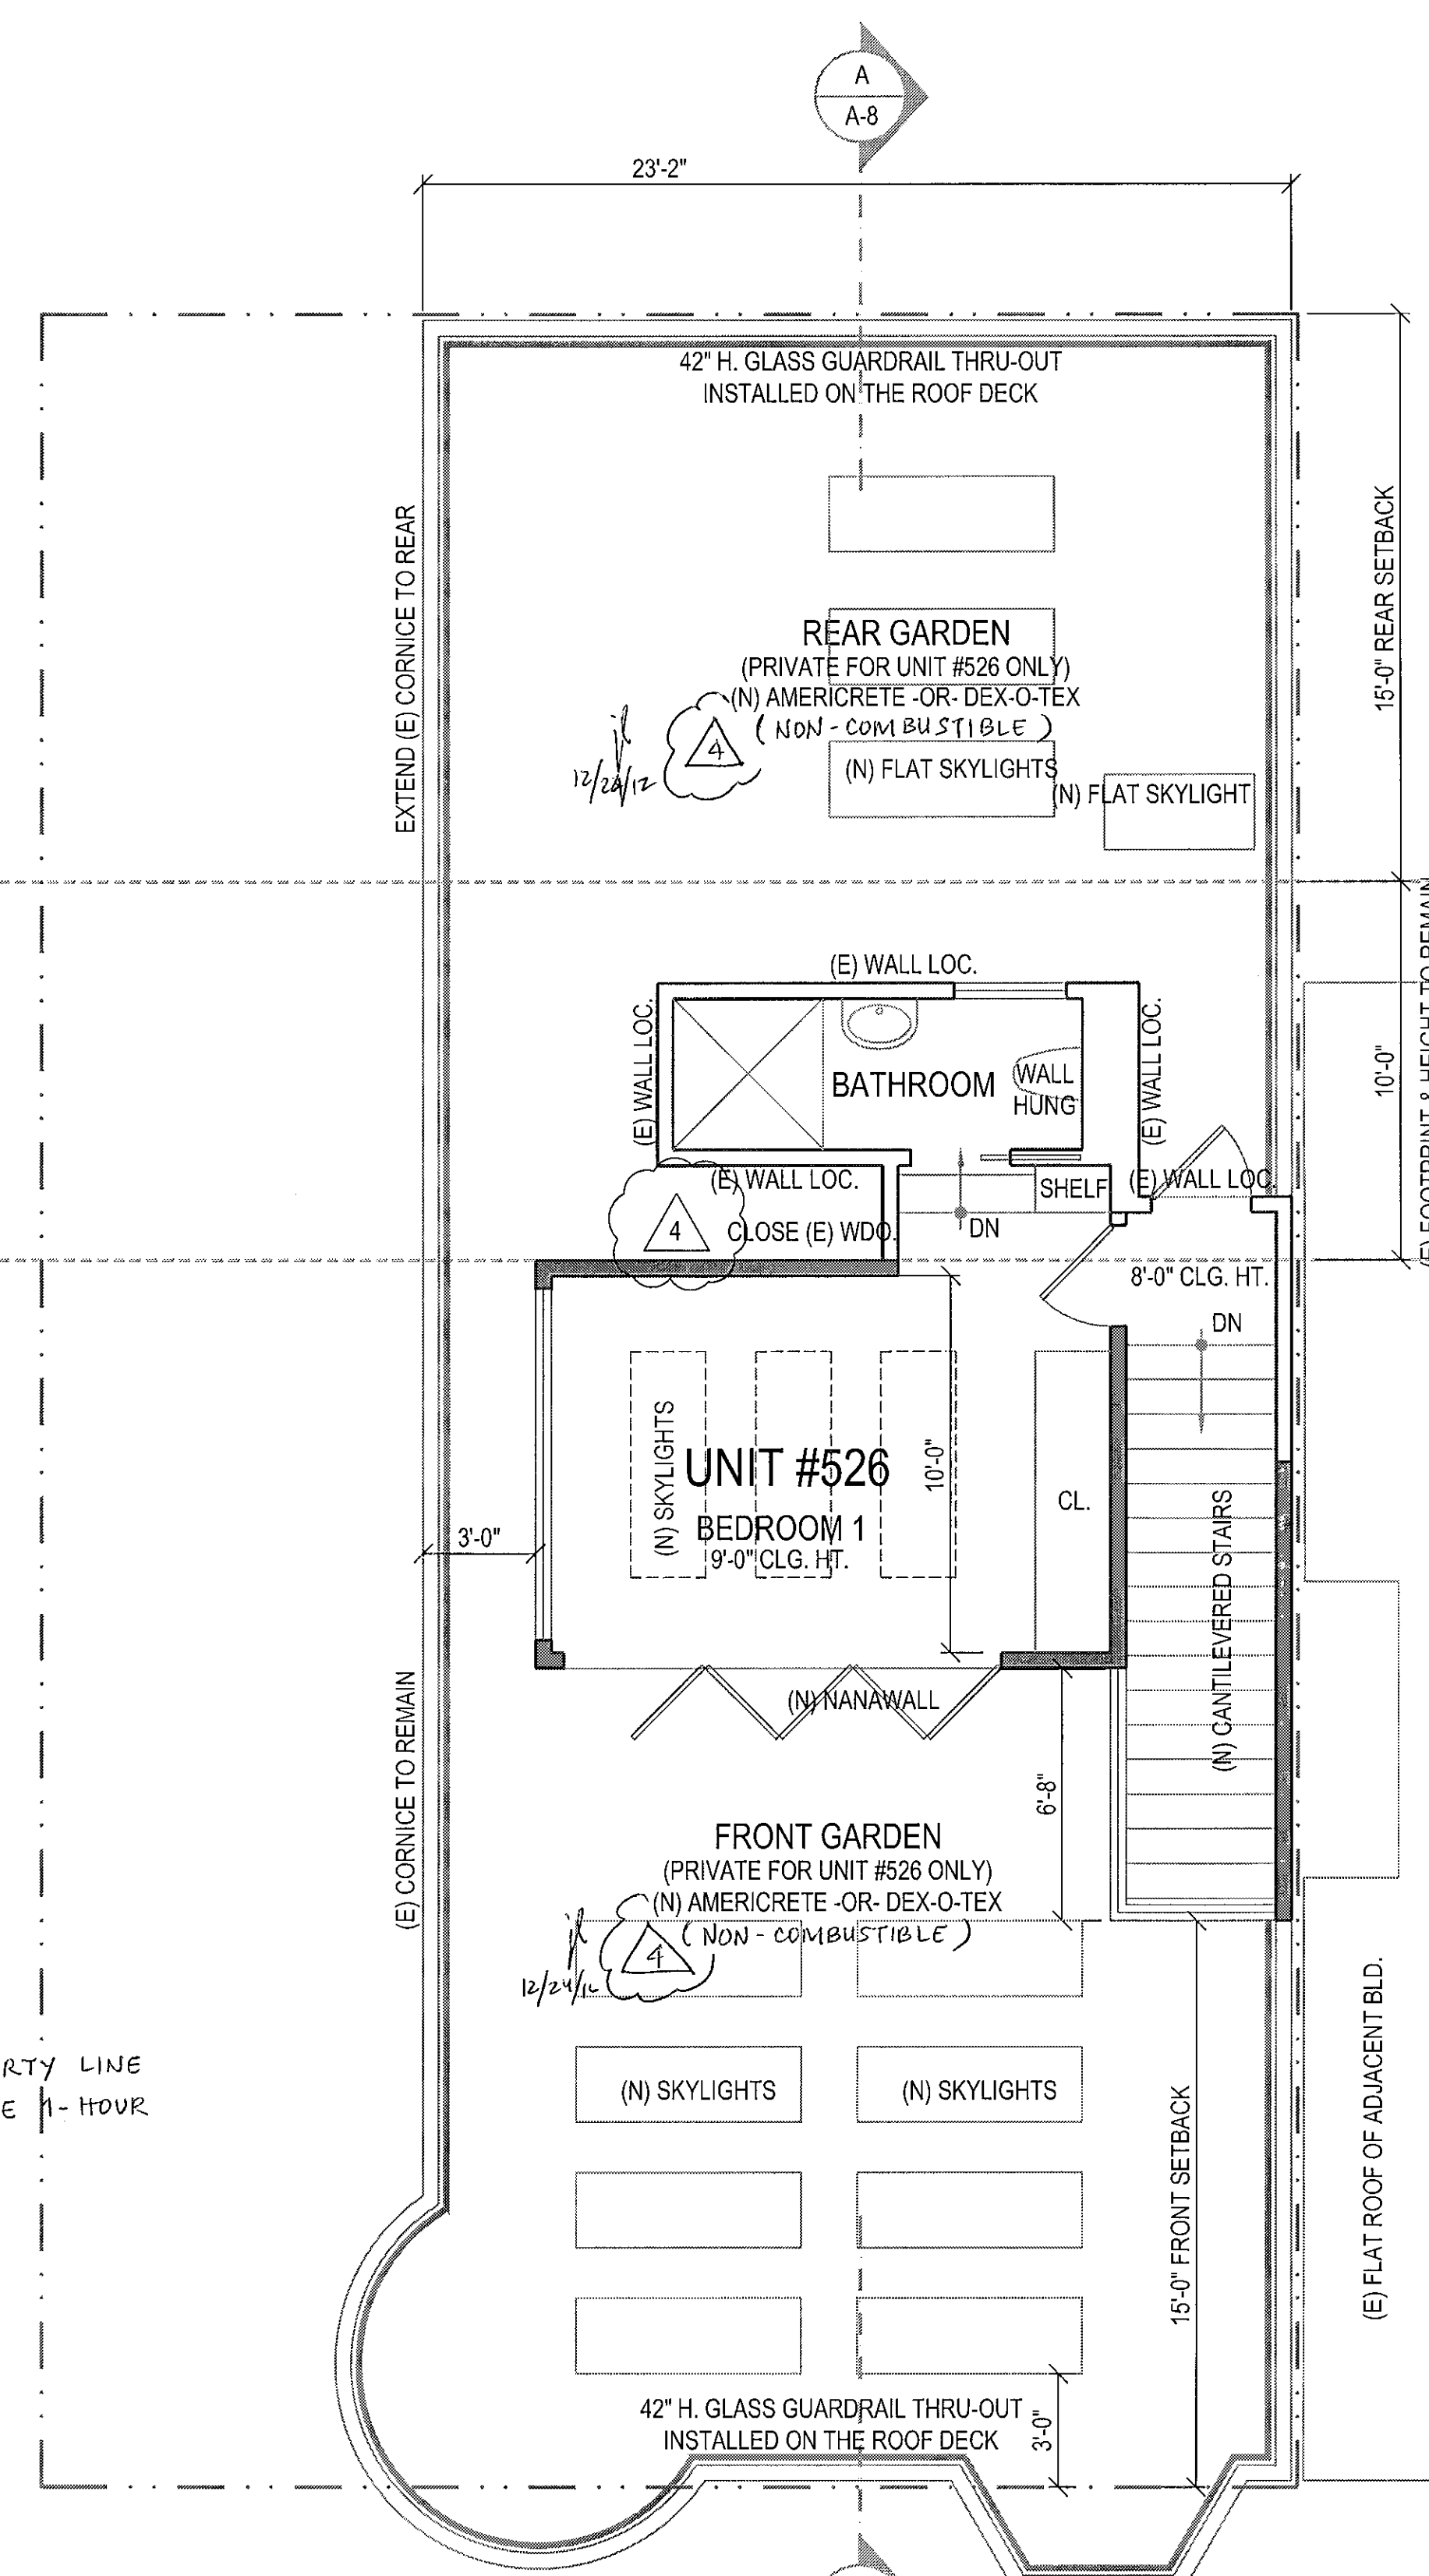 A
A-8
23'-2"
42" H. GLASS GUARDRAIL THRU-OUT
INSTALLED ON THE ROOF DECK
EXTEND (E) CORNICE TO REAR
15'-0" REAR SETBACK
REAR GARDEN
(PRIVATE FOR UNIT #526 ONLY)
(N) AMERICRETE -OR- DEX-O-TEX
(NON-COMBUSTIBLE)
4
jl
(N) FLAT SKYLIGHTS
(N) FLAT SKYLIGHT
(E) WALL LOC.
(E) WALL LOC.
BATHROOM
WALL
HUNG
(E) WALL LOC.
10'-0"
(E) FOOTPRINT & HEIGHT TO REMAIN
(E) WALL LOC.
SHELF
(E) WALL LOC.
4
CLOSE (E) WDO.
DN
8'-0" CLG. HT.
DN
(N) SKYLIGHTS
UNIT #526
BEDROOM 1
9'-0" CLG. HT.
10'-0"
CL.
3'-0"
(N) CANTILEVERED STAIRS
(N) NANAWALL
(E) CORNICE TO REMAIN
6'-8"
FRONT GARDEN
(PRIVATE FOR UNIT #526 ONLY)
(N) AMERICRETE -OR- DEX-O-TEX
(NON-COMBUSTIBLE)
4
jl
12/24/12
RTY LINE
E 1-HOUR
(N) SKYLIGHTS
(N) SKYLIGHTS
15'-0" FRONT SETBACK
(E) FLAT ROOF OF ADJACENT BLD.
42" H. GLASS GUARDRAIL THRU-OUT
INSTALLED ON THE ROOF DECK
3'-0"